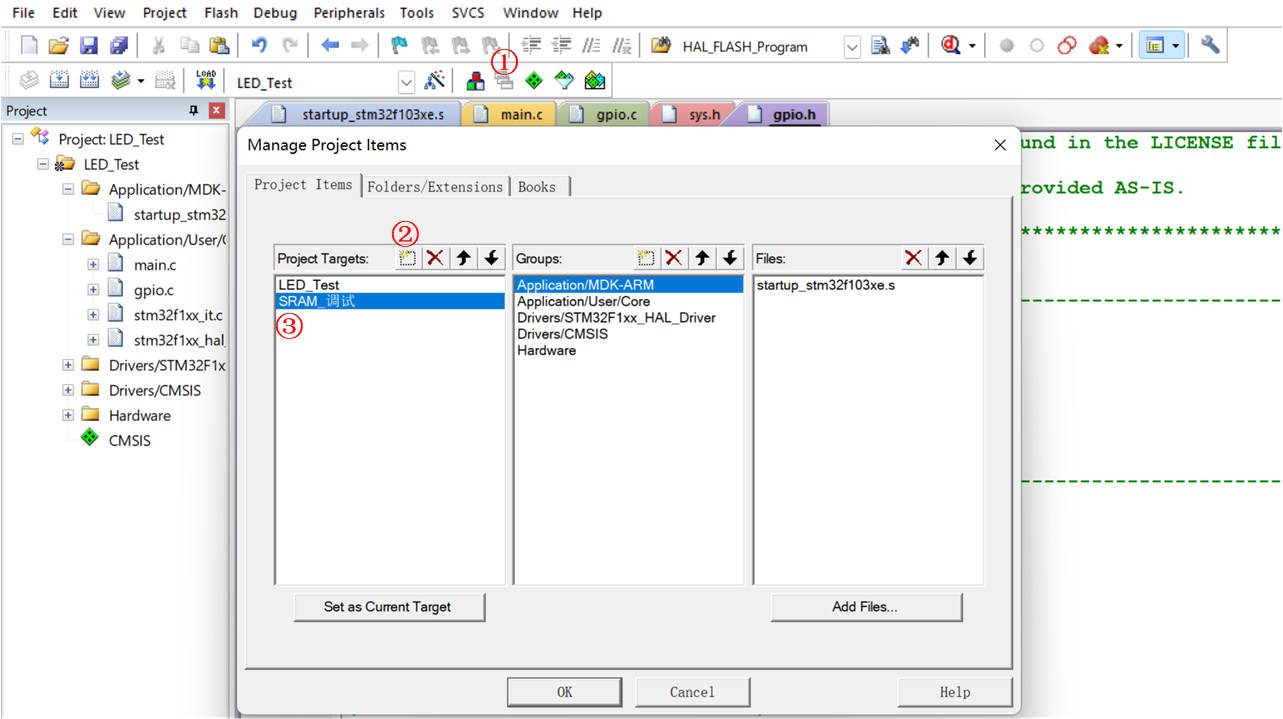 File Edit View Project Flash Debug Peripherals Tools SVCS Window Help
HAL_FLASH_Program
①
LOAD LED_Test
Project
startup_stm32f103xe.s main.c gpio.c sys.h gpio.h
Project: LED_Test
LED_Test
Application/MDK-
startup_stm32
Application/User/C
main.c
gpio.c
stm32f1xx_it.c
stm32f1xx_hal_
Drivers/STM32F1x
Drivers/CMSIS
Hardware
CMSIS
Manage Project Items
Project Items Folders/Extensions Books
②
Project Targets:
LED_Test
SRAM_调试
③
Set as Current Target
Groups:
Application/MDK-ARM
Application/User/Core
Drivers/STM32F1xx_HAL_Driver
Drivers/CMSIS
Hardware
Files:
startup_stm32f103xe.s
Add Files...
OK Cancel Help
und in the LICENSE fil
rovided AS-IS.
***********************
-----------------------
-----------------------